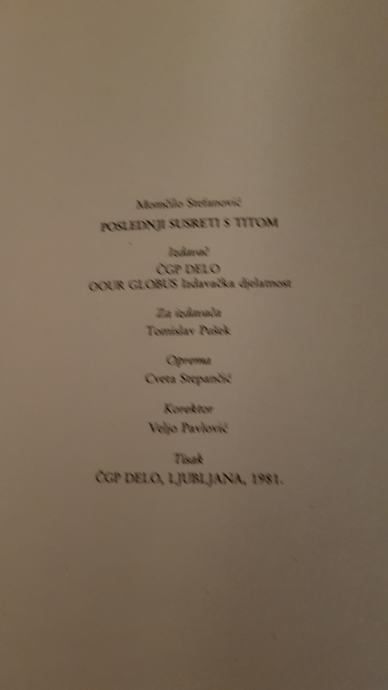 Momčilo Stefanović
POSLEDNJI SUSRETI S TITOM
Izdavač
ČGP DELO
OOUR GLOBUS Izdavačka djelatnost
Za izdavača
Tomislav Pušek
Oprema
Cveta Stepančić
Korektor
Veljo Pavlović
Tisak
ČGP DELO, LJUBLJANA, 1981.